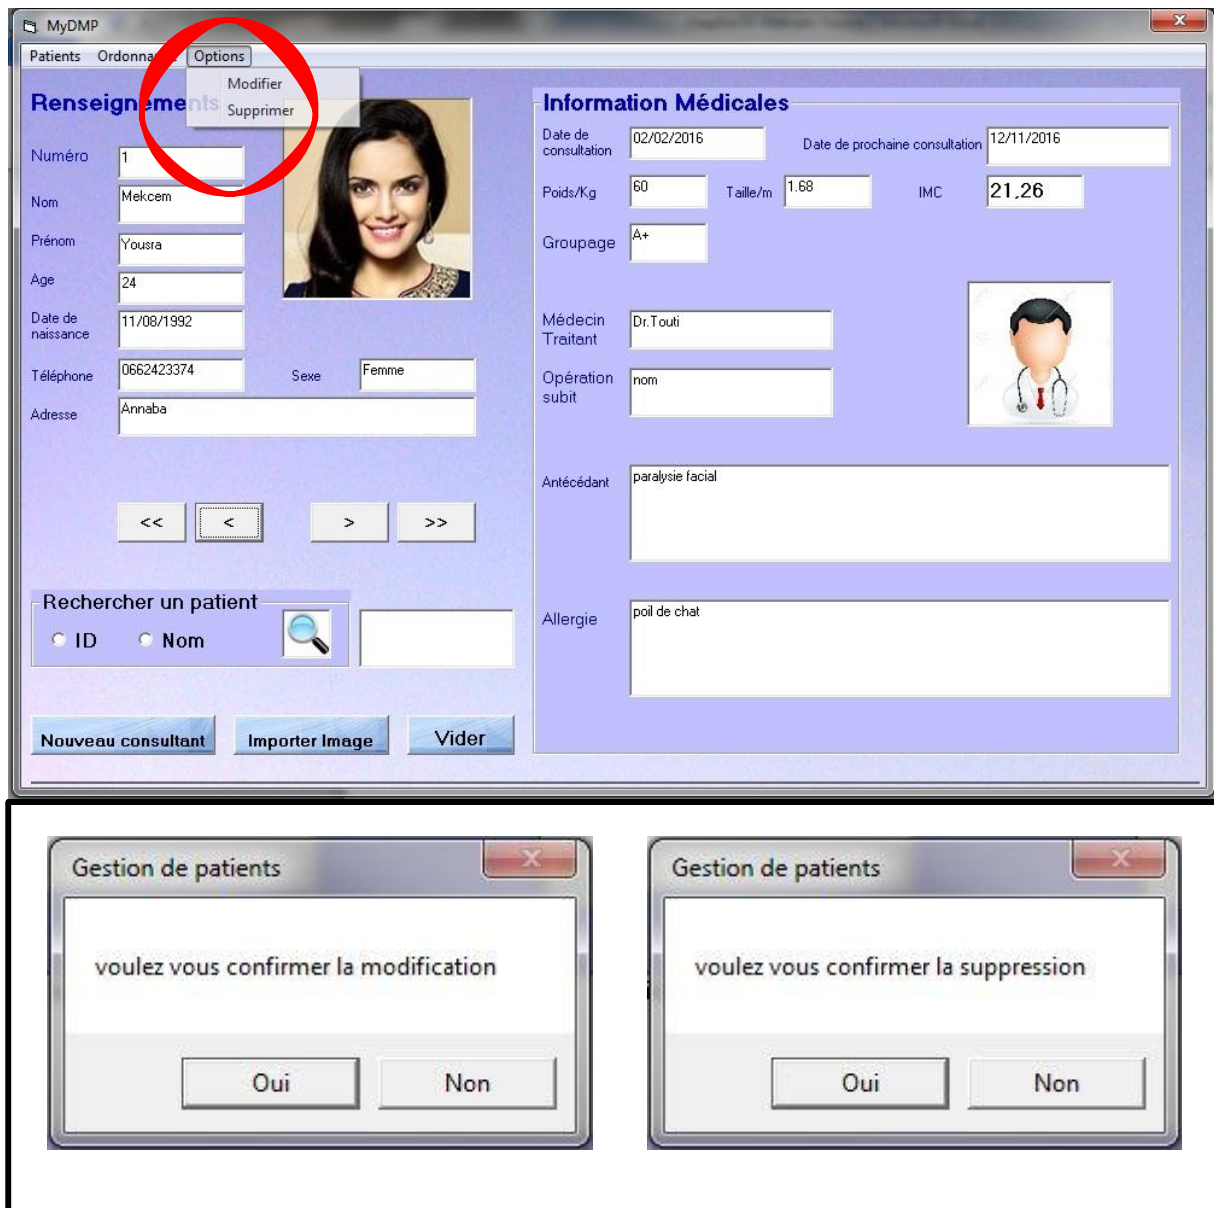 MyDMP
Patients Ordonna Options
Modifier
Supprimer
Renseignements
Numéro 1
Nom Mekcem
Prénom Yousra
Age 24
Date de naissance 11/08/1992
Téléphone 0662423374 Sexe Femme
Adresse Annaba
<< < > >>
Rechercher un patient
ID Nom
Nouveau consultant Importer Image Vider
Information Médicales
Date de consultation 02/02/2016 Date de prochaine consultation 12/11/2016
Poids/Kg 60 Taille/m 1.68 IMC 21,26
Groupage A+
Médecin Traitant Dr.Touti
Opération subit nom
Antécédant paralysie facial
Allergie poil de chat
Gestion de patients
voulez vous confirmer la modification
Oui Non
Gestion de patients
voulez vous confirmer la suppression
Oui Non